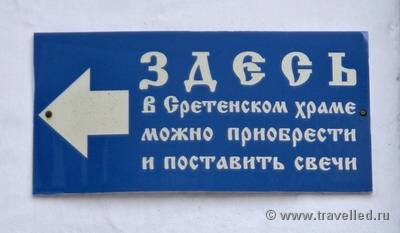 ЗДЕСЬ
в Сретенском храме
можно приобрести
и поставить свечи
© www.travelled.ru